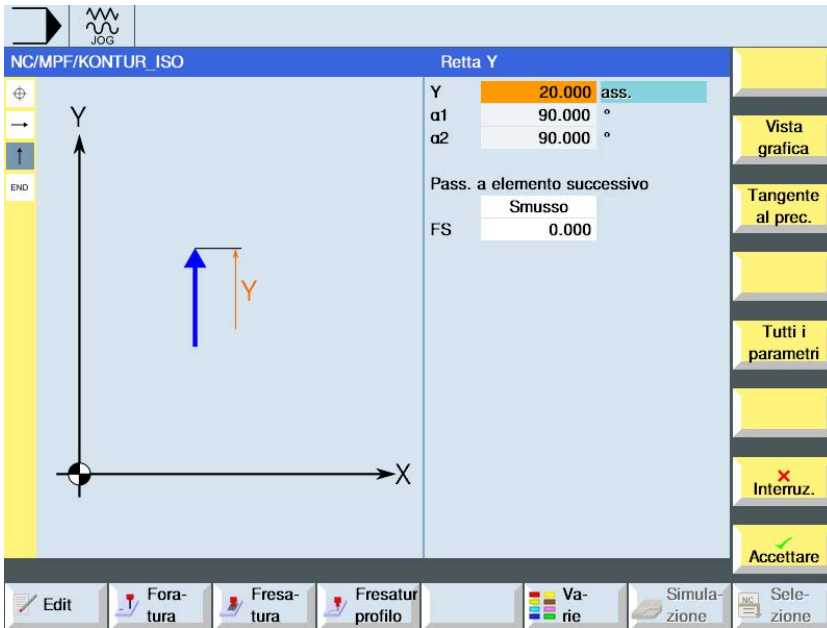 JOG
NC/MPF/KONTUR_ISO
Retta Y
Y 20.000 ass.
α1 90.000 °
α2 90.000 °
Pass. a elemento successivo
Smusso
FS 0.000
END
Y
Y
X
Vista
grafica
Tangente
al prec.
Tutti i
parametri
Interruz.
Accettare
Edit
Fora-
tura
Fresa-
tura
Fresatur
profilo
Va-
rie
Simula-
zione
NC
Sele-
zione